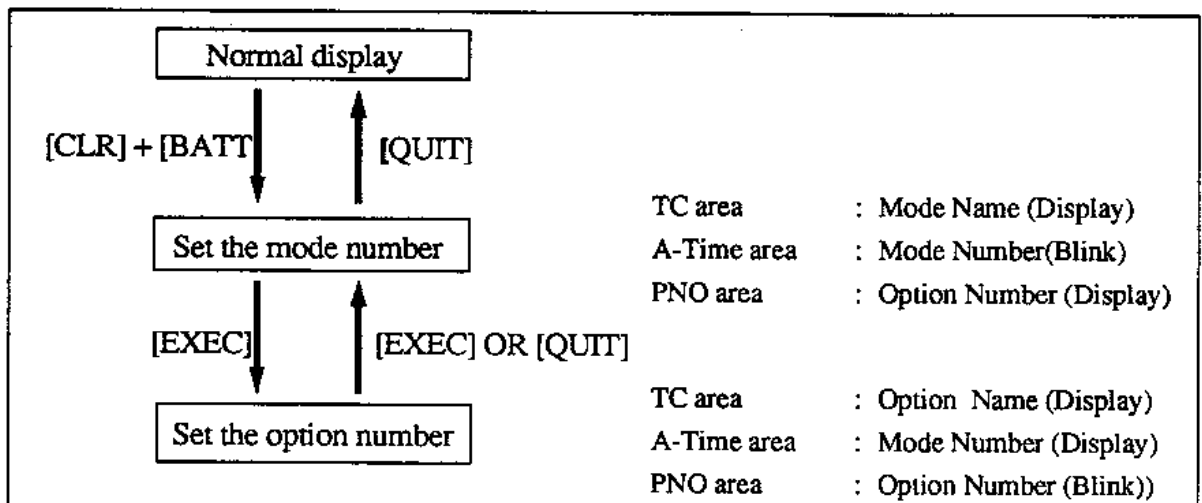 Normal display
[CLR] + [BATT
[QUIT]
Set the mode number
TC area : Mode Name (Display)
A-Time area : Mode Number(Blink)
PNO area : Option Number (Display)
[EXEC]
[EXEC] OR [QUIT]
Set the option number
TC area : Option Name (Display)
A-Time area : Mode Number (Display)
PNO area : Option Number (Blink))